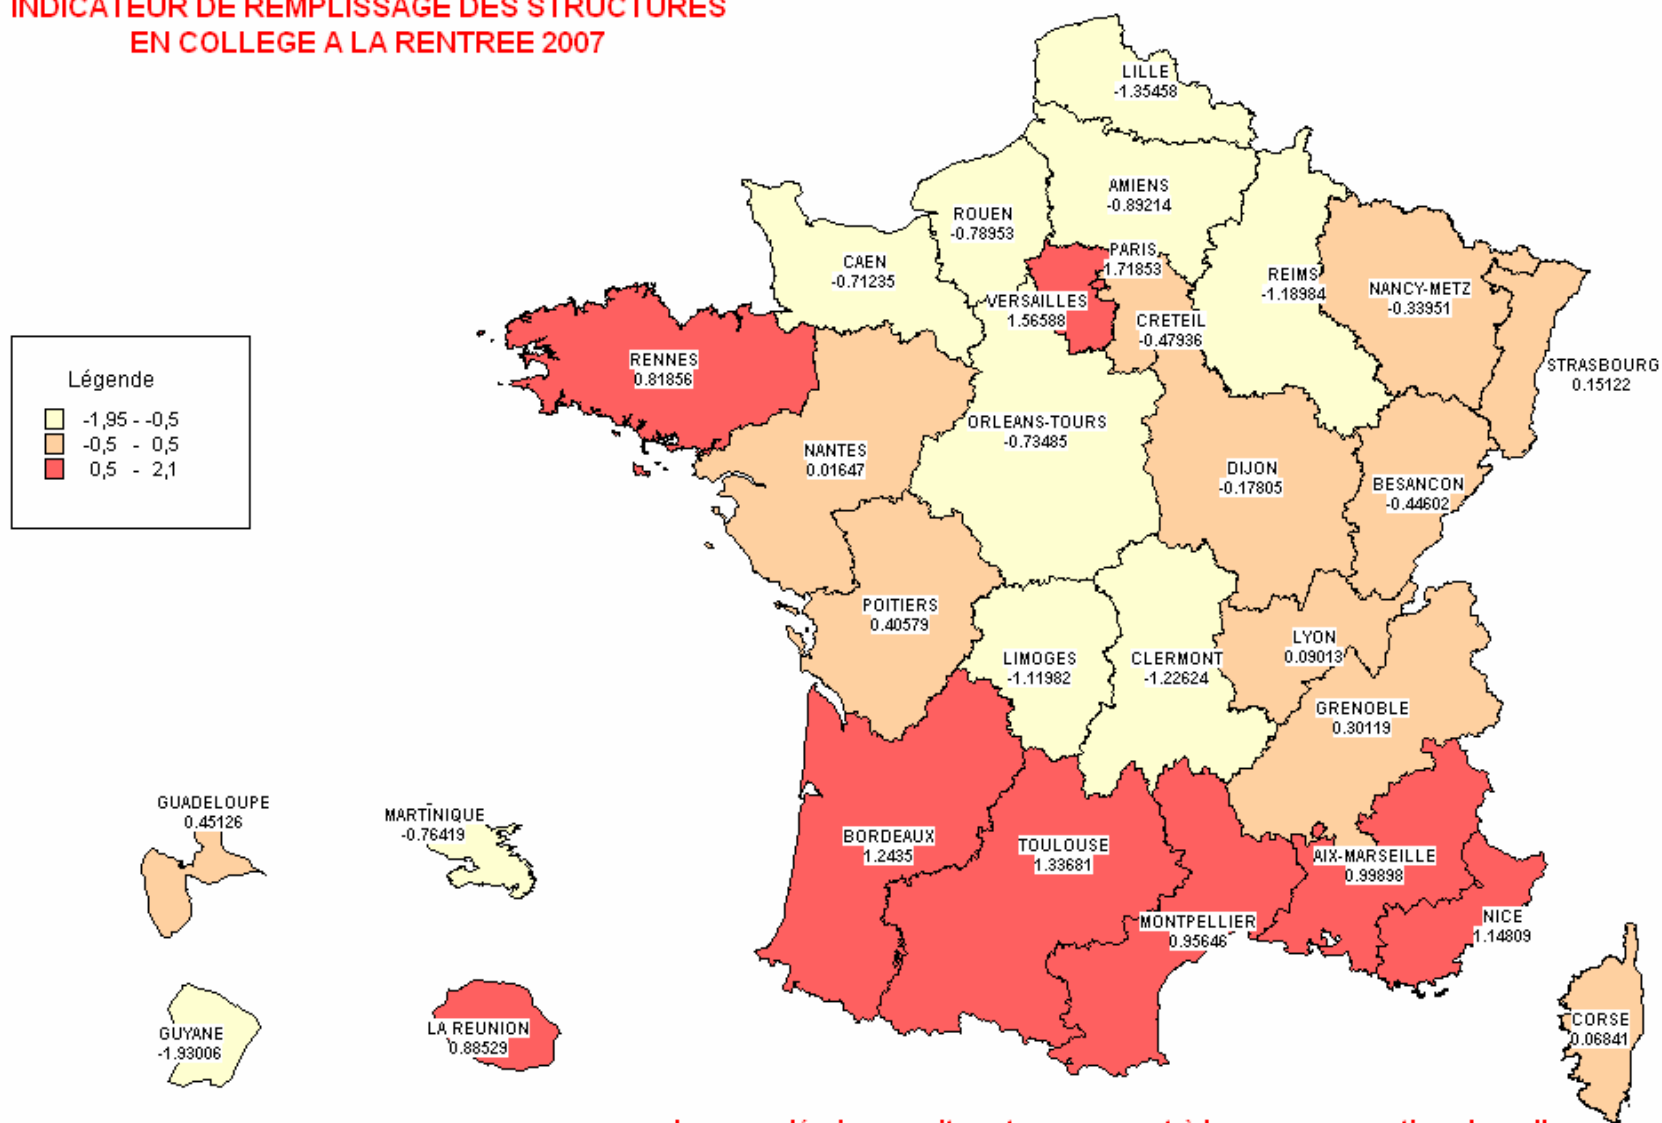 INDICATEUR DE REMPLISSAGE DES STRUCTURES
EN COLLEGE A LA RENTREE 2007
LILLE
-1.35458
AMIENS
-0.89214
ROUEN
-0.78953
CAEN
-0.71235
PARIS
1.71853
REIMS
-1.18984
NANCY-METZ
-0.33951
VERSAILLES
1.56588
CRETEIL
-0.47936
STRASBOURG
0.15122
RENNES
0.81856
Légende
-1,95 - -0,5
-0,5 - 0,5
0,5 - 2,1
ORLEANS-TOURS
-0.73485
NANTES
0.01647
DIJON
-0.17805
BESANCON
-0.44602
POITIERS
0.40579
LYON
0.09013
LIMOGES
-1.11982
CLERMONT
-1.22624
GRENOBLE
0.30119
GUADELOUPE
0.45126
MARTINIQUE
-0.76419
BORDEAUX
1.2435
TOULOUSE
1.33681
AIX-MARSEILLE
0.99898
MONTPELLIER
0.95646
NICE
1.14809
GUYANE
-1.93006
LA REUNION
0.88529
CORSE
0.06841